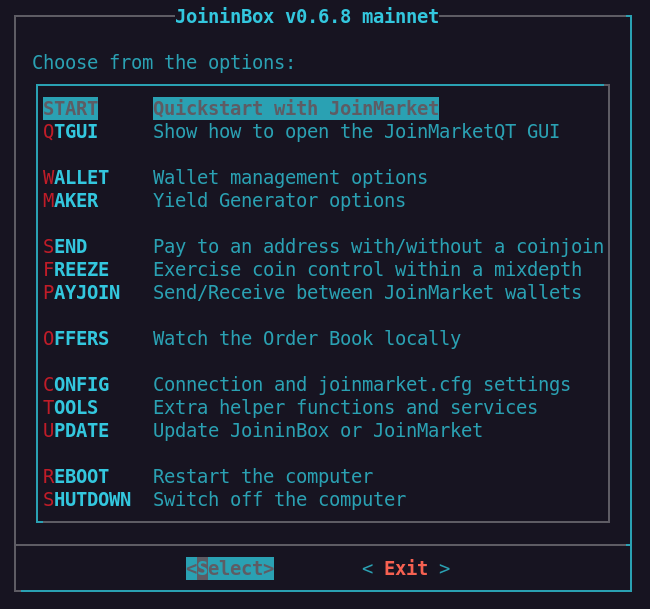 JoininBox v0.6.8 mainnet
Choose from the options:
START Quickstart with JoinMarket
QTGUI Show how to open the JoinMarketQT GUI
WALLET Wallet management options
MAKER Yield Generator options
SEND Pay to an address with/without a coinjoin
FREEZE Exercise coin control within a mixdepth
PAYJOIN Send/Receive between JoinMarket wallets
OFFERS Watch the Order Book locally
CONFIG Connection and joinmarket.cfg settings
TOOLS Extra helper functions and services
UPDATE Update JoininBox or JoinMarket
REBOOT Restart the computer
SHUTDOWN Switch off the computer
<Select> < Exit >